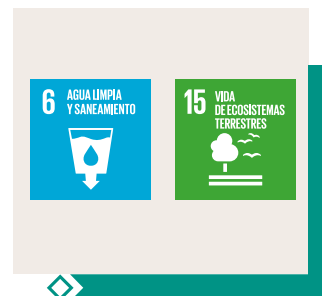 6 AGUA LIMPIA
Y SANEAMIENTO
15 VIDA
DE ECOSISTEMAS
TERRESTRES